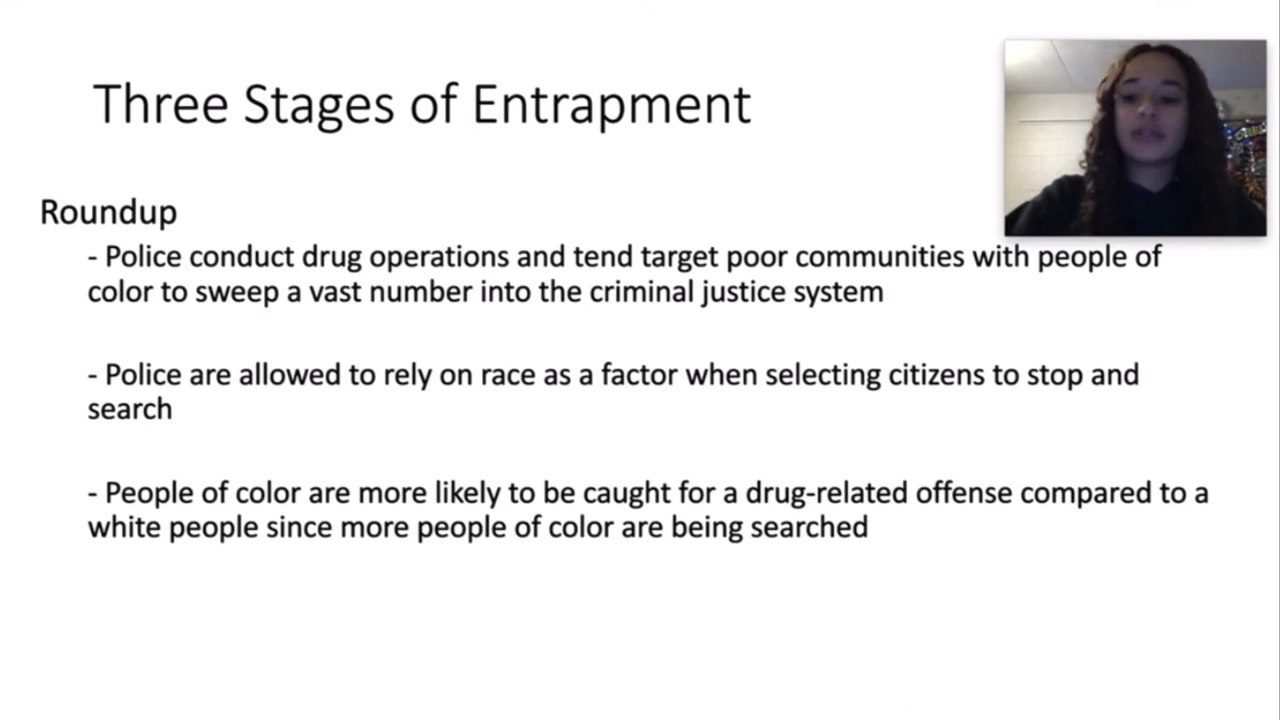 Three Stages of Entrapment
Roundup
- Police conduct drug operations and tend target poor communities with people of
color to sweep a vast number into the criminal justice system
- Police are allowed to rely on race as a factor when selecting citizens to stop and
search
- People of color are more likely to be caught for a drug-related offense compared to a
white people since more people of color are being searched